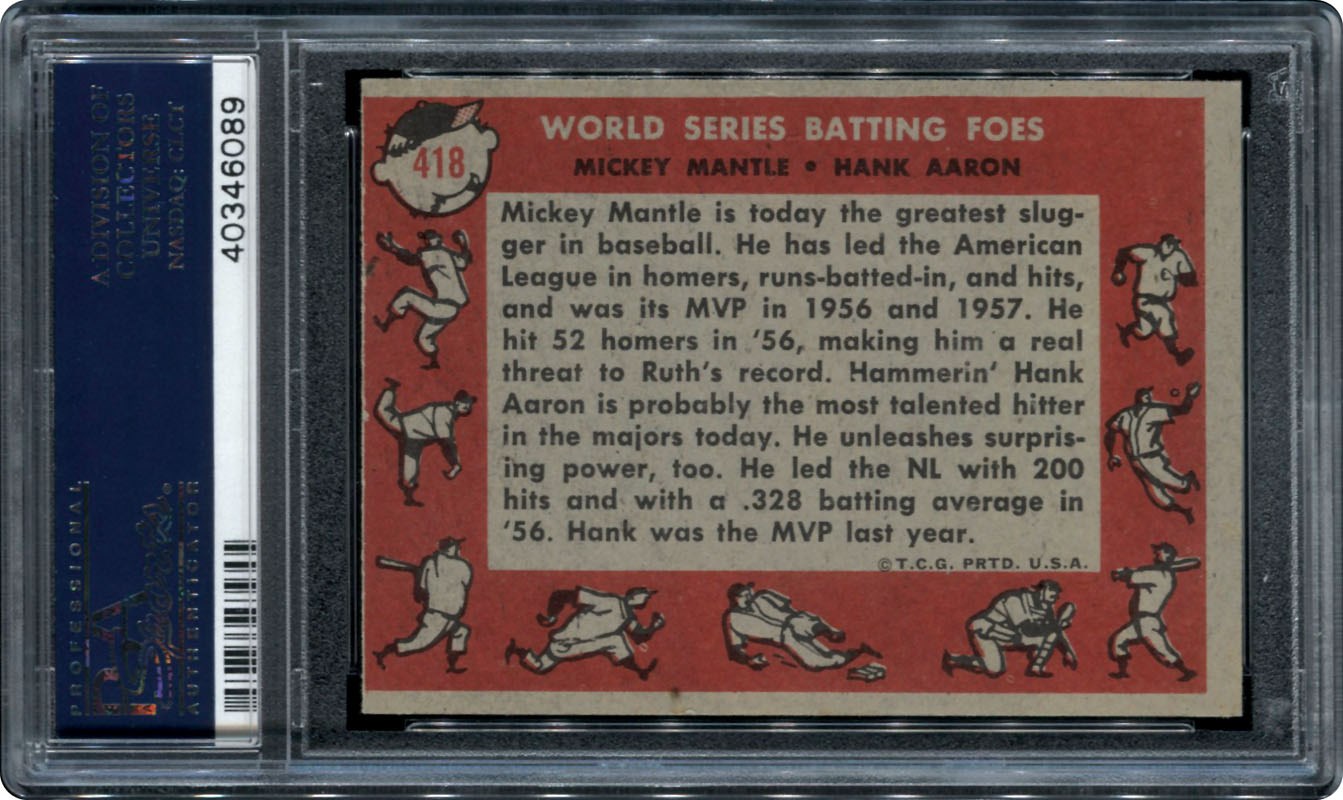 A DIVISION OF
COLLECTORS
UNIVERSE
NASDAQ: CLCT
40346089
PROFESSIONAL
PSA
AUTHENTICATOR
418
WORLD SERIES BATTING FOES
MICKEY MANTLE • HANK AARON
Mickey Mantle is today the greatest slug-
ger in baseball. He has led the American
League in homers, runs-batted-in, and hits,
and was its MVP in 1956 and 1957. He
hit 52 homers in '56, making him a real
threat to Ruth's record. Hammerin' Hank
Aaron is probably the most talented hitter
in the majors today. He unleashes surpris-
ing power, too. He led the NL with 200
hits and with a .328 batting average in
'56. Hank was the MVP last year.
©T.C.G. PRTD. U.S.A.